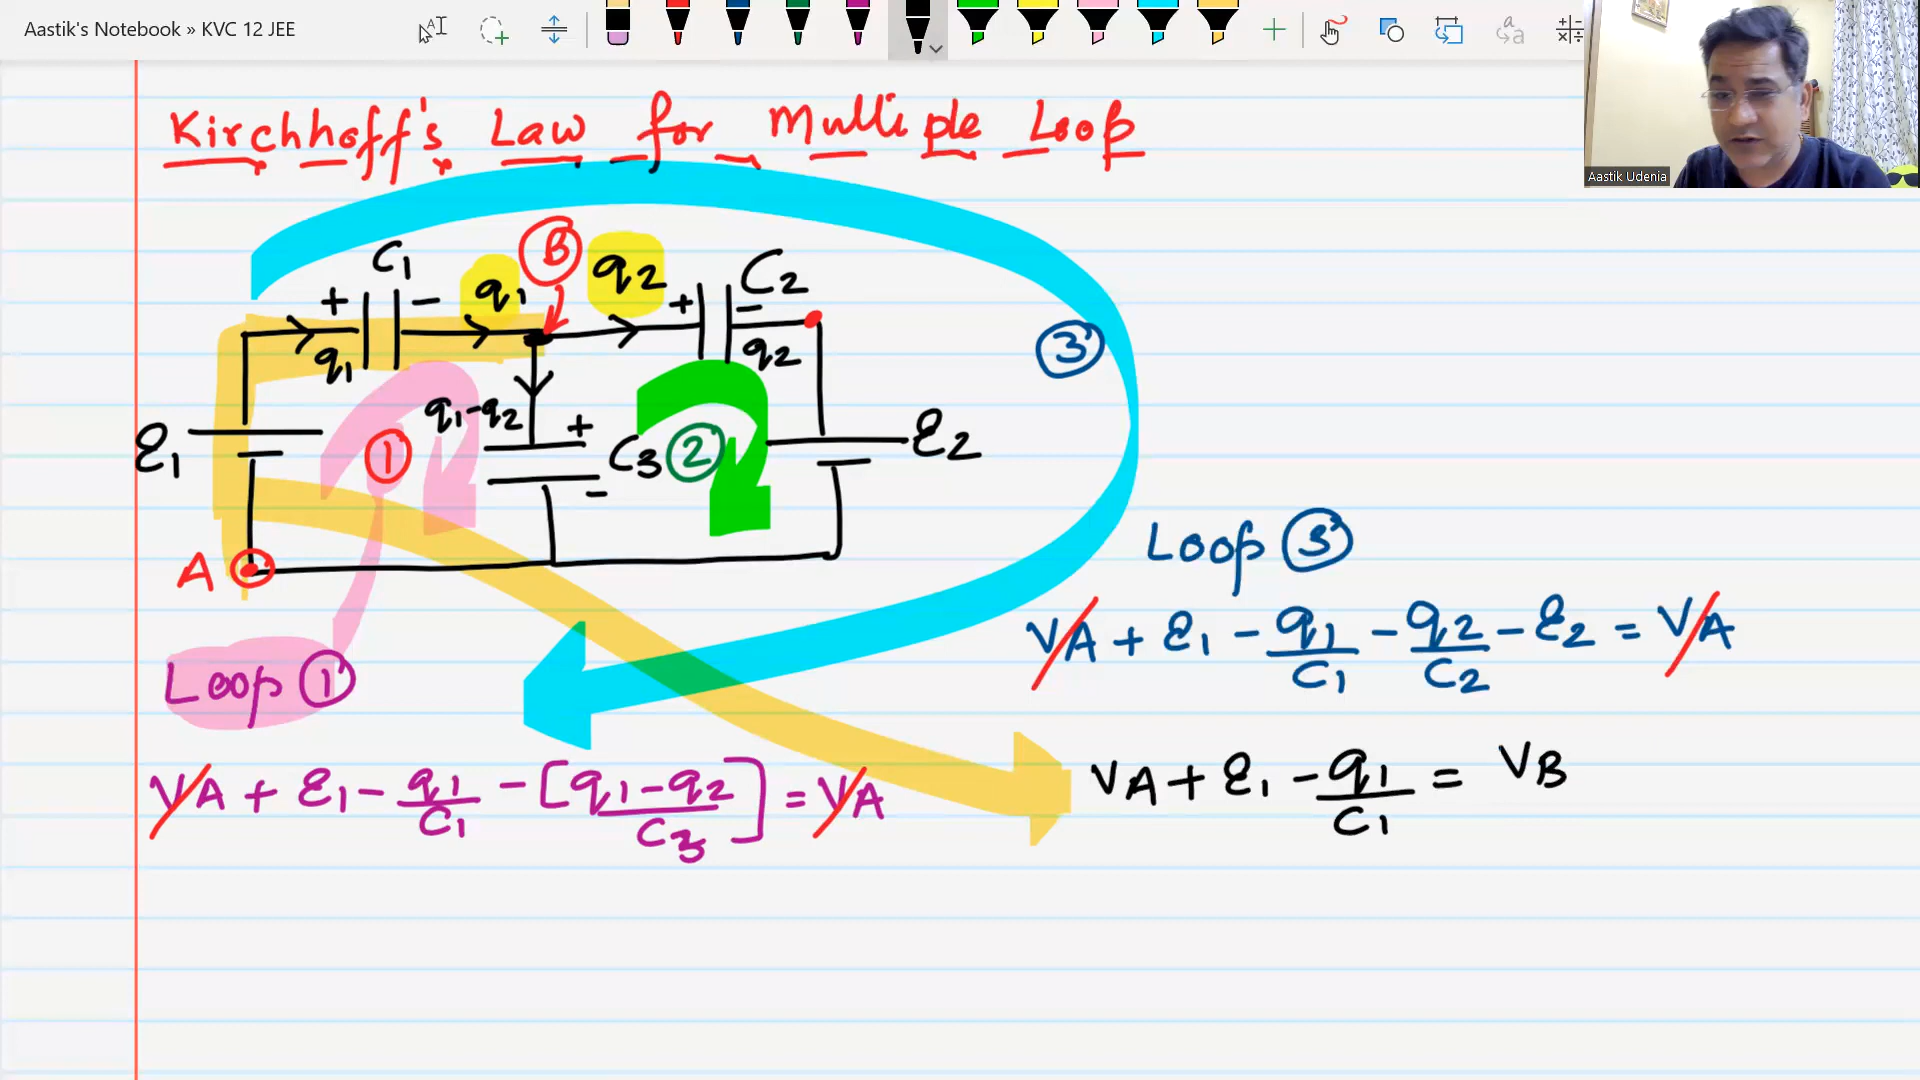 Aastik's Notebook » KVC 12 JEE
Aastik Udenia
Kirchhoff's Law for Multiple Loop
C1
+ -
q1
q1
B
q2
+ -
C2
q2
q1-q2
+
-
C3
ε1
ε2
1
2
3
A
Loop 1
VA + ε1 - q1/C1 - [q1-q2/C3] = VA
Loop 3
VA + ε1 - q1/C1 - q2/C2 - ε2 = VA
VA + ε1 - q1/C1 = VB